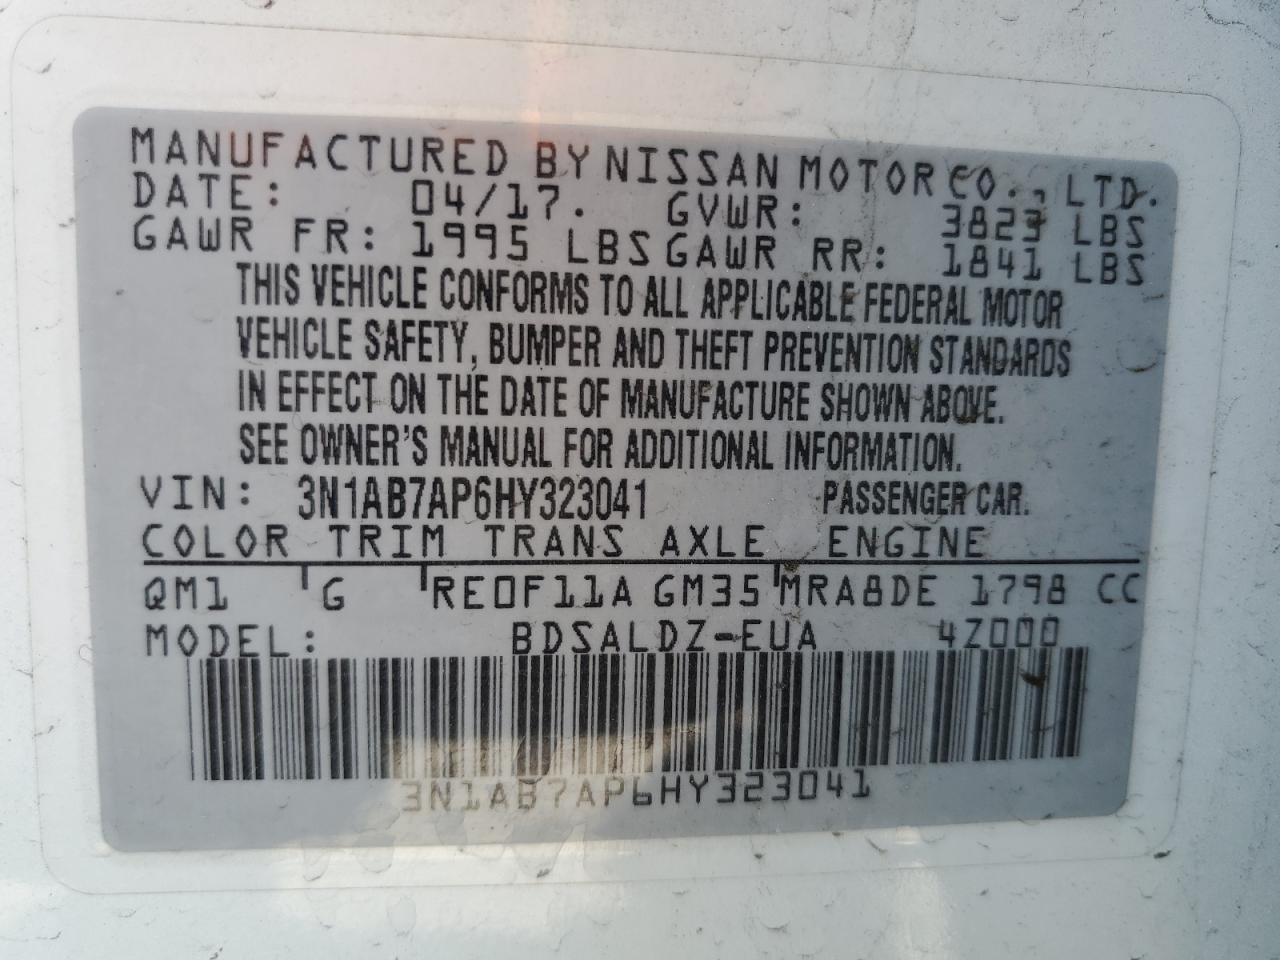 MANUFACTURED BY NISSAN MOTOR CO., LTD.
DATE: 04/17. GVWR: 3823 LBS
GAWR FR: 1995 LBS GAWR RR: 1841 LBS
THIS VEHICLE CONFORMS TO ALL APPLICABLE FEDERAL MOTOR
VEHICLE SAFETY, BUMPER AND THEFT PREVENTION STANDARDS
IN EFFECT ON THE DATE OF MANUFACTURE SHOWN ABOVE.
SEE OWNER'S MANUAL FOR ADDITIONAL INFORMATION.
VIN: 3N1AB7AP6HY323041 PASSENGER CAR.
COLOR TRIM TRANS AXLE ENGINE
QM1 G RE0F11A GM35 MRA8DE 1798 CC
MODEL: BDSALDZ-EUA 4Z000
3N1AB7AP6HY323041